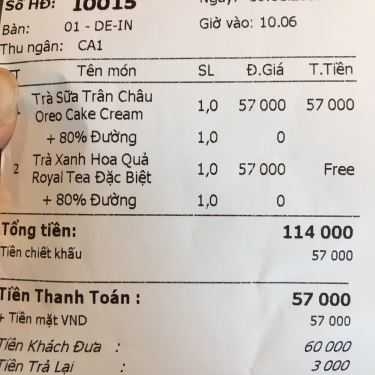 Số HĐ: 10015
Bàn: 01 - DE-IN Giờ vào: 10.06
Thu ngân: CA1
T Tên món SL Đ.Giá T.Tiền
Trà Sữa Trân Châu 1,0 57 000 57 000
Oreo Cake Cream
+ 80% Đường 1,0 0
2 Trà Xanh Hoa Quả 1,0 57 000 Free
Royal Tea Đặc Biệt
+ 80% Đường 1,0 0
Tổng tiền: 114 000
Tiền chiết khấu 57 000
Tiền Thanh Toán : 57 000
+ Tiền mặt VND 57 000
Tiền Khách Đưa : 60 000
Tiền Trả Lại : 3 000